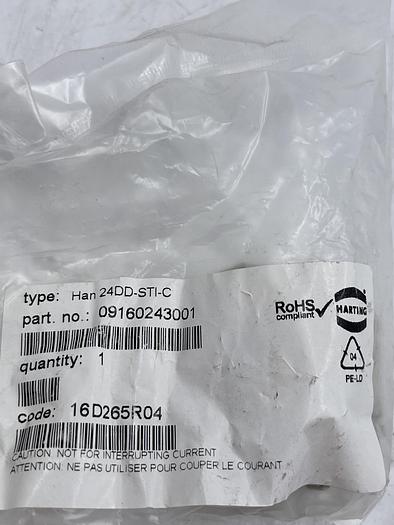 type: Han 24DD-STI-C
part. no.: 09160243001
RoHS
compliant
HARTING
quantity: 1
04
PE-LD
code: 16D265R04
CAUTION: NOT FOR INTERRUPTING CURRENT
ATTENTION: NE PAS UTILISER POUR COUPER LE COURANT